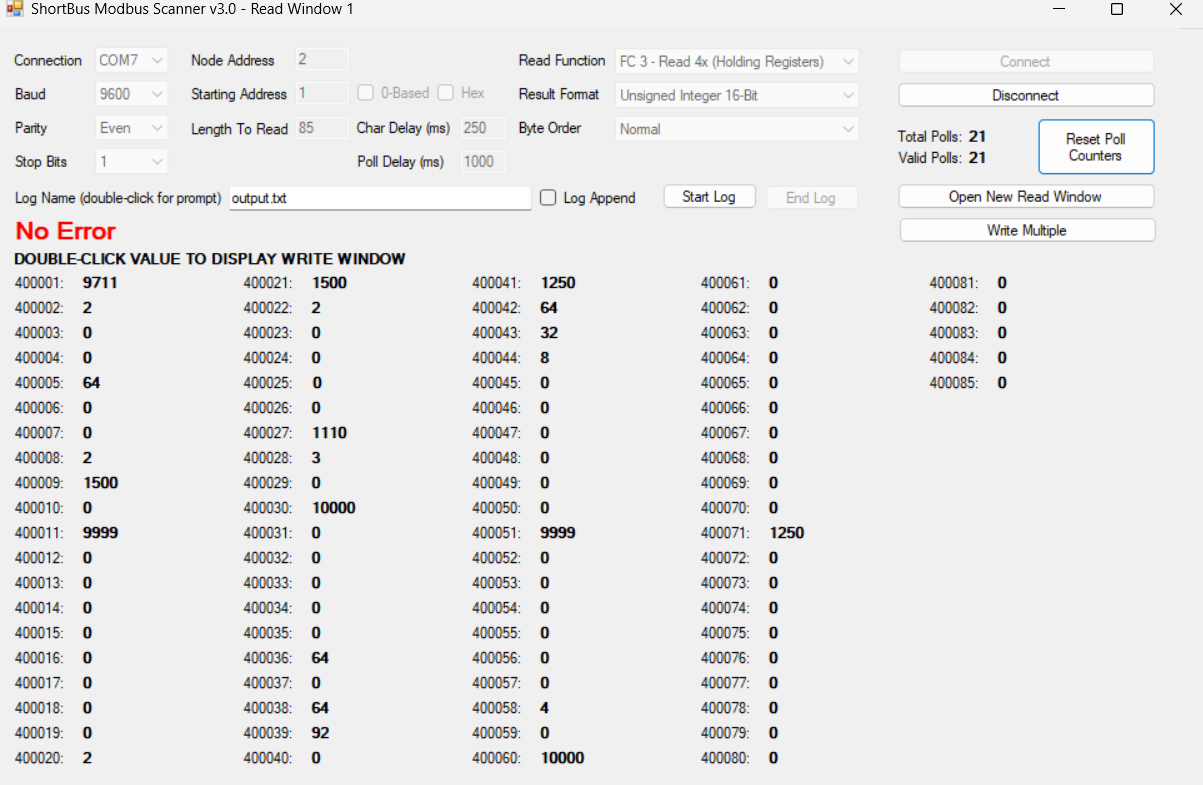 ShortBus Modbus Scanner v3.0 - Read Window 1
Connection COM7 Node Address 2 Read Function FC 3 - Read 4x (Holding Registers) Connect
Baud 9600 Starting Address 1 0-Based Hex Result Format Unsigned Integer 16-Bit Disconnect
Parity Even Length To Read 85 Char Delay (ms) 250 Byte Order Normal Total Polls: 21 Reset Poll Counters
Stop Bits 1 Poll Delay (ms) 1000 Valid Polls: 21
Log Name (double-click for prompt) output.txt Log Append Start Log End Log Open New Read Window
No Error Write Multiple
DOUBLE-CLICK VALUE TO DISPLAY WRITE WINDOW
400001: 9711 400021: 1500 400041: 1250 400061: 0 400081: 0
400002: 2 400022: 2 400042: 64 400062: 0 400082: 0
400003: 0 400023: 0 400043: 32 400063: 0 400083: 0
400004: 0 400024: 0 400044: 8 400064: 0 400084: 0
400005: 64 400025: 0 400045: 0 400065: 0 400085: 0
400006: 0 400026: 0 400046: 0 400066: 0
400007: 0 400027: 1110 400047: 0 400067: 0
400008: 2 400028: 3 400048: 0 400068: 0
400009: 1500 400029: 0 400049: 0 400069: 0
400010: 0 400030: 10000 400050: 0 400070: 0
400011: 9999 400031: 0 400051: 9999 400071: 1250
400012: 0 400032: 0 400052: 0 400072: 0
400013: 0 400033: 0 400053: 0 400073: 0
400014: 0 400034: 0 400054: 0 400074: 0
400015: 0 400035: 0 400055: 0 400075: 0
400016: 0 400036: 64 400056: 0 400076: 0
400017: 0 400037: 0 400057: 0 400077: 0
400018: 0 400038: 64 400058: 4 400078: 0
400019: 0 400039: 92 400059: 0 400079: 0
400020: 2 400040: 0 400060: 10000 400080: 0